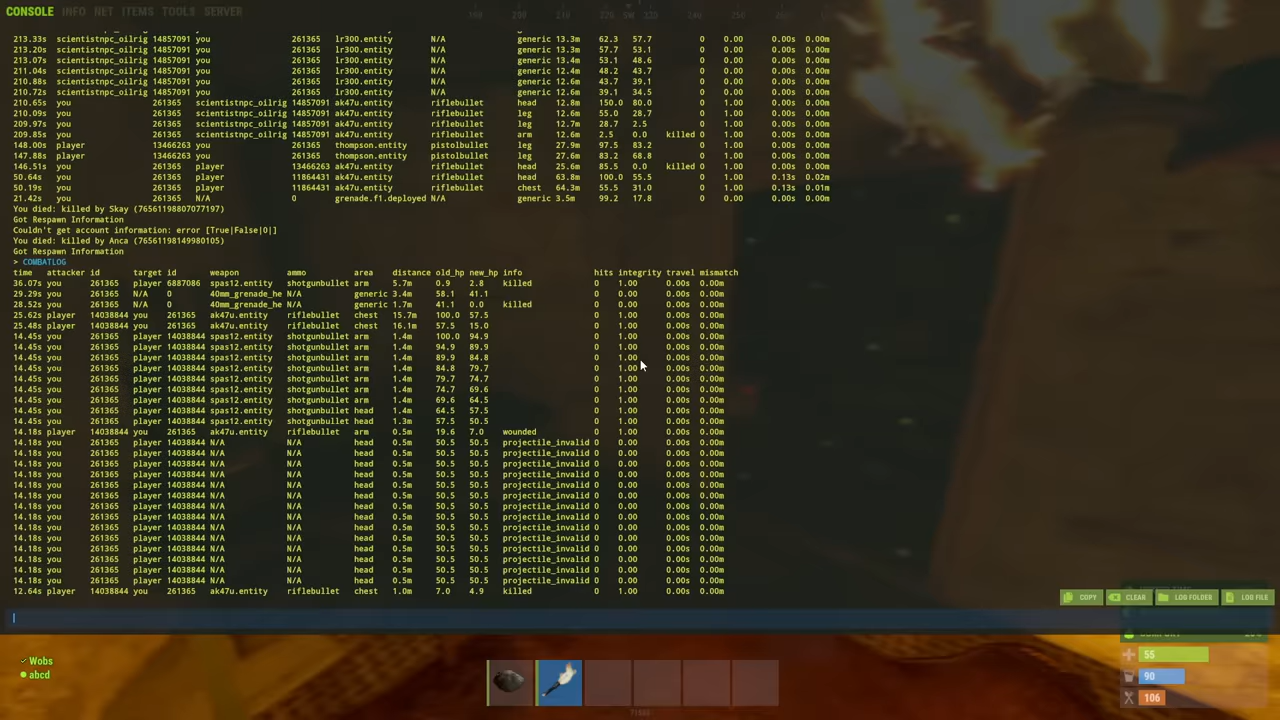 CONSOLE INFO NET ITEMS TOOLS SERVER
213.33s scientistnpc_oilrig 14857091 you 261365 lr300.entity N/A generic 13.3m 62.3 57.7 0 0.00 0.00s 0.00m
213.20s scientistnpc_oilrig 14857091 you 261365 lr300.entity N/A generic 13.3m 57.7 53.1 0 0.00 0.00s 0.00m
213.07s scientistnpc_oilrig 14857091 you 261365 lr300.entity N/A generic 13.4m 53.1 48.6 0 0.00 0.00s 0.00m
211.04s scientistnpc_oilrig 14857091 you 261365 lr300.entity N/A generic 12.4m 48.2 43.7 0 0.00 0.00s 0.00m
210.88s scientistnpc_oilrig 14857091 you 261365 lr300.entity N/A generic 12.6m 43.7 39.1 0 0.00 0.00s 0.00m
210.72s scientistnpc_oilrig 14857091 you 261365 lr300.entity N/A generic 12.6m 39.1 34.5 0 0.00 0.00s 0.00m
210.65s you 261365 scientistnpc_oilrig 14857091 ak47u.entity riflebullet head 12.8m 150.0 80.0 0 1.00 0.00s 0.00m
210.09s you 261365 scientistnpc_oilrig 14857091 ak47u.entity riflebullet leg 12.6m 55.0 28.7 0 1.00 0.00s 0.00m
209.97s you 261365 scientistnpc_oilrig 14857091 ak47u.entity riflebullet leg 12.7m 28.7 2.5 0 1.00 0.00s 0.00m
209.85s you 261365 scientistnpc_oilrig 14857091 ak47u.entity riflebullet arm 12.6m 2.5 0.0 killed 0 1.00 0.00s 0.00m
148.00s player 13466263 you 261365 thompson.entity pistolbullet leg 27.9m 97.5 83.2 0 1.00 0.00s 0.00m
147.88s player 13466263 you 261365 thompson.entity pistolbullet leg 27.6m 83.2 68.8 0 1.00 0.00s 0.00m
146.51s you 261365 player 13466263 ak47u.entity riflebullet head 25.6m 85.5 0.0 killed 0 1.00 0.00s 0.00m
50.64s you 261365 player 11864431 ak47u.entity riflebullet head 63.8m 100.0 55.5 0 1.00 0.13s 0.02m
50.19s you 261365 player 11864431 ak47u.entity riflebullet chest 64.3m 55.5 31.0 0 1.00 0.13s 0.01m
21.42s you 261365 N/A 0 grenade.f1.deployed N/A generic 3.5m 99.2 17.8 0 0.00 0.00s 0.00m
You died: killed by Skay (76561198807077197)
Got Respawn Information
Couldn't get account information: error [True|False|0|]
You died: killed by Anca (76561198149980105)
Got Respawn Information
> COMBATLOG
time attacker id target id weapon ammo area distance old_hp new_hp info hits integrity travel mismatch
36.07s you 261365 player 6887086 spas12.entity shotgunbullet arm 5.7m 0.9 2.8 killed 0 1.00 0.00s 0.00m
29.29s you 261365 N/A 0 40mm_grenade_he N/A generic 3.4m 58.1 41.1 0 0.00 0.00s 0.00m
28.52s you 261365 N/A 0 40mm_grenade_he N/A generic 1.7m 41.1 0.0 killed 0 0.00 0.00s 0.00m
25.62s player 14038844 you 261365 ak47u.entity riflebullet chest 15.7m 100.0 57.5 0 1.00 0.00s 0.00m
25.48s player 14038844 you 261365 ak47u.entity riflebullet chest 16.1m 57.5 15.0 0 1.00 0.00s 0.00m
14.45s you 261365 player 14038844 spas12.entity shotgunbullet arm 1.4m 100.0 94.9 0 1.00 0.00s 0.00m
14.45s you 261365 player 14038844 spas12.entity shotgunbullet arm 1.4m 94.9 89.9 0 1.00 0.00s 0.00m
14.45s you 261365 player 14038844 spas12.entity shotgunbullet arm 1.4m 89.9 84.8 0 1.00 0.00s 0.00m
14.45s you 261365 player 14038844 spas12.entity shotgunbullet arm 1.4m 84.8 79.7 0 1.00 0.00s 0.00m
14.45s you 261365 player 14038844 spas12.entity shotgunbullet arm 1.4m 79.7 74.7 0 1.00 0.00s 0.00m
14.45s you 261365 player 14038844 spas12.entity shotgunbullet arm 1.4m 74.7 69.6 0 1.00 0.00s 0.00m
14.45s you 261365 player 14038844 spas12.entity shotgunbullet arm 1.4m 69.6 64.5 0 1.00 0.00s 0.00m
14.45s you 261365 player 14038844 spas12.entity shotgunbullet head 1.4m 64.5 57.5 0 1.00 0.00s 0.00m
14.45s you 261365 player 14038844 spas12.entity shotgunbullet head 1.3m 57.5 50.5 0 1.00 0.00s 0.00m
14.18s player 14038844 you 261365 ak47u.entity riflebullet arm 0.5m 19.6 7.0 wounded 0 1.00 0.00s 0.00m
14.18s you 261365 player 14038844 N/A N/A head 0.5m 50.5 50.5 projectile_invalid 0 0.00 0.00s 0.00m
14.18s you 261365 player 14038844 N/A N/A head 0.5m 50.5 50.5 projectile_invalid 0 0.00 0.00s 0.00m
14.18s you 261365 player 14038844 N/A N/A head 0.5m 50.5 50.5 projectile_invalid 0 0.00 0.00s 0.00m
14.18s you 261365 player 14038844 N/A N/A head 0.5m 50.5 50.5 projectile_invalid 0 0.00 0.00s 0.00m
14.18s you 261365 player 14038844 N/A N/A head 0.5m 50.5 50.5 projectile_invalid 0 0.00 0.00s 0.00m
14.18s you 261365 player 14038844 N/A N/A head 0.5m 50.5 50.5 projectile_invalid 0 0.00 0.00s 0.00m
14.18s you 261365 player 14038844 N/A N/A head 0.5m 50.5 50.5 projectile_invalid 0 0.00 0.00s 0.00m
14.18s you 261365 player 14038844 N/A N/A head 0.5m 50.5 50.5 projectile_invalid 0 0.00 0.00s 0.00m
14.18s you 261365 player 14038844 N/A N/A head 0.5m 50.5 50.5 projectile_invalid 0 0.00 0.00s 0.00m
14.18s you 261365 player 14038844 N/A N/A head 0.5m 50.5 50.5 projectile_invalid 0 0.00 0.00s 0.00m
14.18s you 261365 player 14038844 N/A N/A head 0.5m 50.5 50.5 projectile_invalid 0 0.00 0.00s 0.00m
14.18s you 261365 player 14038844 N/A N/A head 0.5m 50.5 50.5 projectile_invalid 0 0.00 0.00s 0.00m
14.18s you 261365 player 14038844 N/A N/A head 0.5m 50.5 50.5 projectile_invalid 0 0.00 0.00s 0.00m
14.18s you 261365 player 14038844 N/A N/A head 0.5m 50.5 50.5 projectile_invalid 0 0.00 0.00s 0.00m
12.64s player 14038844 you 261365 ak47u.entity riflebullet chest 1.0m 7.0 4.9 killed 0 1.00 0.00s 0.00m
COPY CLEAR LOG FOLDER LOG FILE
Wobs
abcd
55
90
106